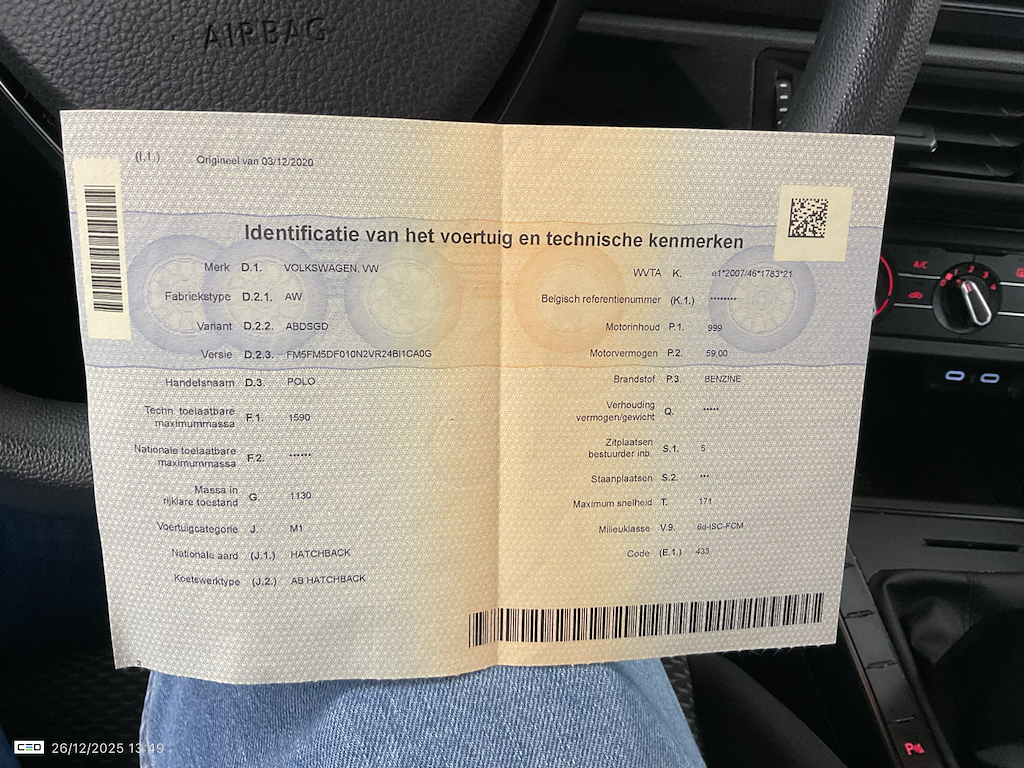 AIRBAG
(I.1.) Origineel van 03/12/2020
Identificatie van het voertuig en technische kenmerken
Merk D.1. VOLKSWAGEN, VW
Fabriekstype D.2.1. AW
Variant D.2.2. ABDSGD
Versie D.2.3. FM5FM5DF010N2VR24BI1CA0G
Handelsnaam D.3. POLO
Techn. toelaatbare
maximummassa F.1. 1590
Nationale toelaatbare
maximummassa F.2. ******
Massa in
rijklare toestand G. 1130
Voertuigcategorie J. M1
Nationale aard (J.1.) HATCHBACK
Koetswerktype (J.2.) AB HATCHBACK
WVTA K. e1*2007/46*1783*21
Belgisch referentienummer (K.1.) ********
Motorinhoud P.1. 999
Motorvermogen P.2. 59,00
Brandstof P.3. BENZINE
Verhouding
vermogen/gewicht Q. *****
Zitplaatsen
bestuurder inb. S.1. 5
Staanplaatsen S.2. ***
Maximum snelheid T. 171
Milieuklasse V.9. 6d-ISC-FCM
Code (E.1.) 433
A/C
1 2 3 4
CEO 26/12/2025 13:49